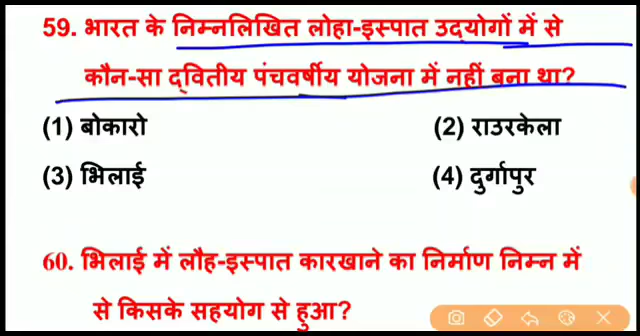 59. भारत के निम्नलिखित लोहा-इस्पात उद्योगों में से
कौन-सा द्वितीय पंचवर्षीय योजना में नहीं बना था?
(1) बोकारो (2) राउरकेला
(3) भिलाई (4) दुर्गापुर
60. भिलाई में लौह-इस्पात कारखाने का निर्माण निम्न में
से किसके सहयोग से हुआ?